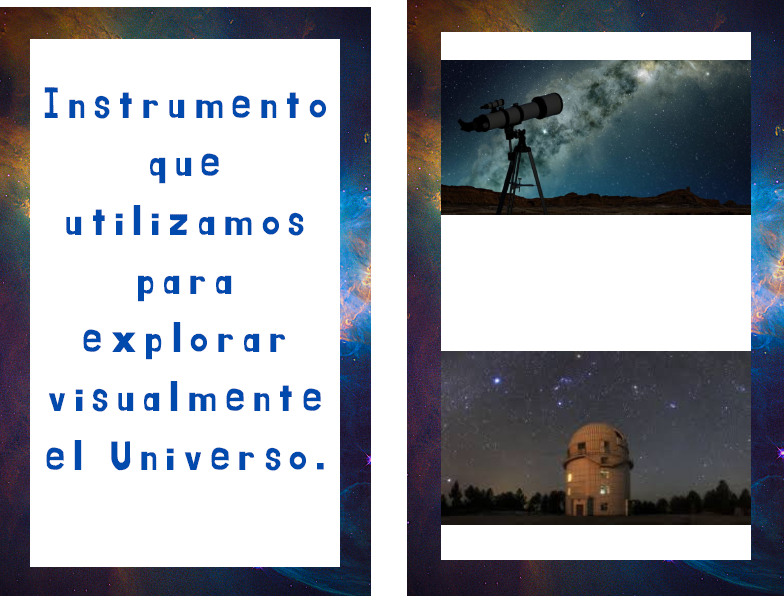 Instrumento
que
utilizamos
para
explorar
visualmente
el Universo.